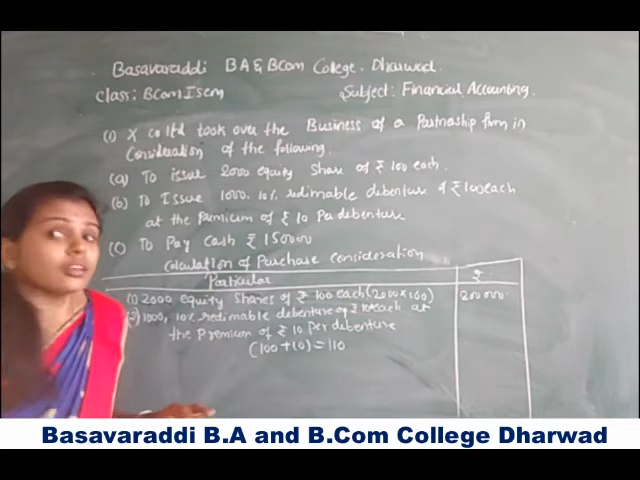 Basavaraddi BA & BCom College. Dharwad.
Class: BCom I sem Subject: Financial Accounting.
(1) X co ltd took over the Business of a Partnaship firm in
Consideration of the following.
(a) To issue 2000 equity Share of ₹ 100 each.
(b) To Issue 1000. 10% redimable debenture of ₹ 100 each
at the premium of ₹ 10 Per debenture
(c) To Pay Cash ₹ 150000
Calculation of Purchase consideration
Particular ₹
(1) 2000 equity Shares of ₹ 100 each (2000×100) 200000
(2) 1000, 10% redimable debenture of ₹ 10 each at
the Premium of ₹ 10 Per debenture
(100+10) = 110
Basavaraddi B.A and B.Com College Dharwad